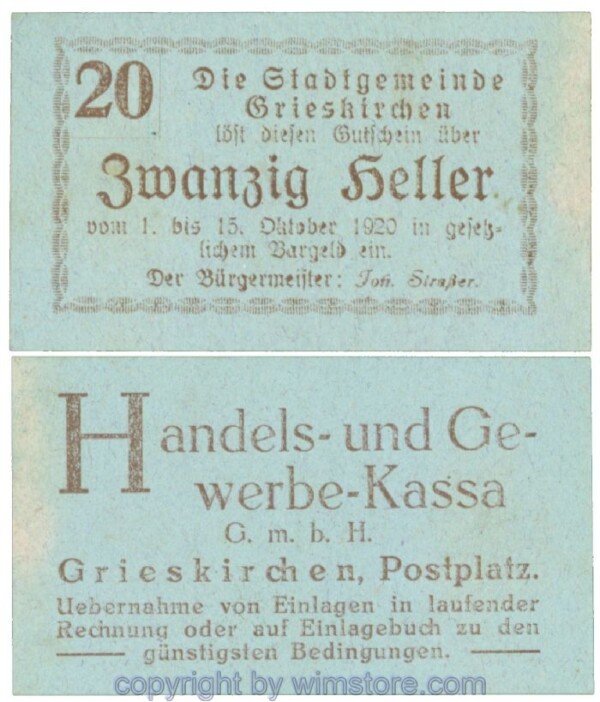 20
Die Stadtgemeinde
Grieskirchen
löst diesen Gutschein über
Zwanzig Heller
vom 1. bis 15. Oktober 1920 in gesetz-
lichem Bargeld ein.
Der Bürgermeister: Joh. Straßer.
Handels- und Ge-
werbe-Kassa
G. m. b. H.
Grieskirchen, Postplatz.
Uebernahme von Einlagen in laufender
Rechnung oder auf Einlagebuch zu den
günstigsten Bedingungen.
copyright by wimstore.com